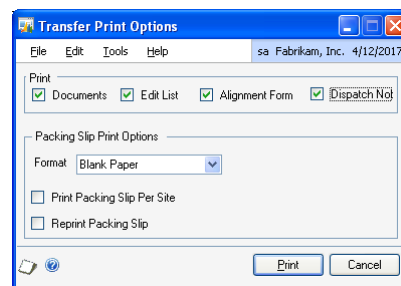 Transfer Print Options
File Edit Tools Help sa Fabrikam, Inc. 4/12/2017
Print
Documents Edit List Alignment Form Dispatch Not
Packing Slip Print Options
Format Blank Paper
Print Packing Slip Per Site
Reprint Packing Slip
Print Cancel